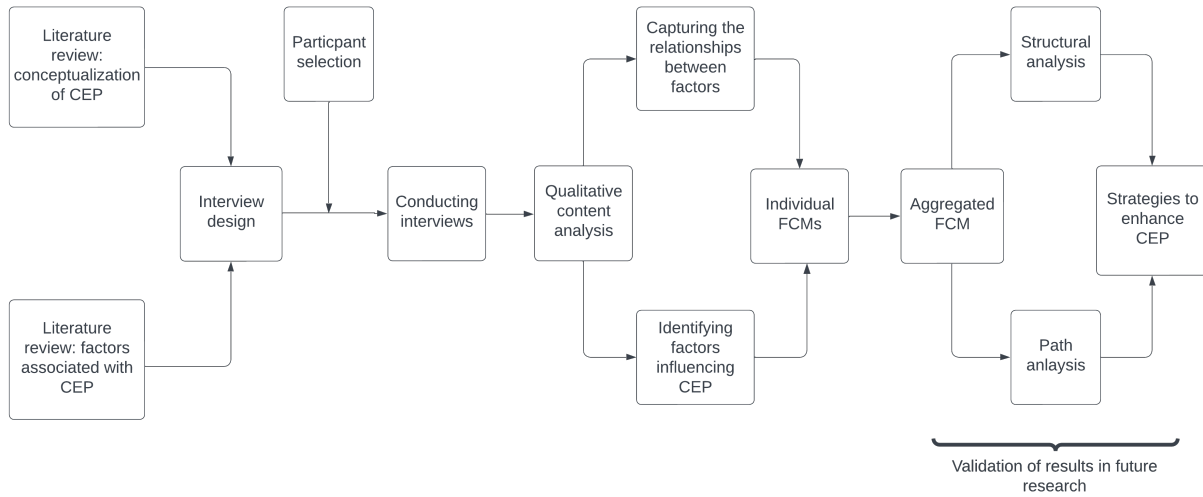 Literature
review:
conceptualization
of CEP
Particpant
selection
Capturing the
relationships
between
factors
Structural
analysis
Interview
design
Conducting
interviews
Qualitative
content
analysis
Individual
FCMs
Aggregated
FCM
Strategies to
enhance
CEP
Literature
review: factors
associated with
CEP
Identifying
factors
influencing
CEP
Path
anlaysis
Validation of results in future
research